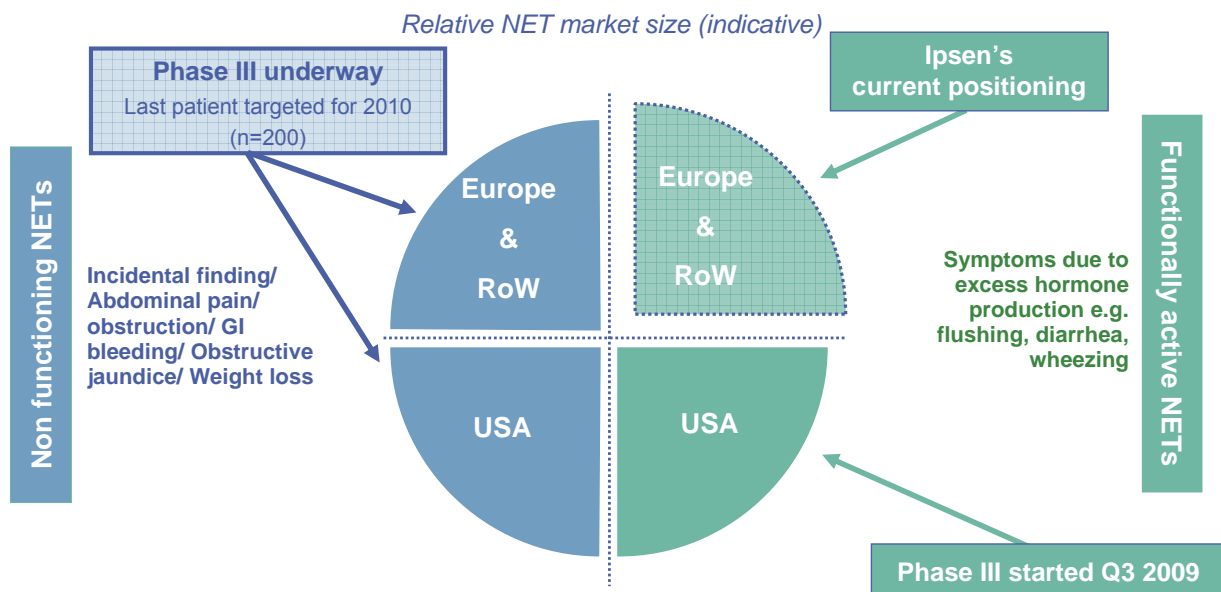 Relative NET market size (indicative)
Phase III underway
Last patient targeted for 2010
(n=200)
Ipsen’s
current positioning
Non functioning NETs
Incidental finding/
Abdominal pain/
obstruction/ GI
bleeding/ Obstructive
jaundice/ Weight loss
Europe
&
RoW
Europe
&
RoW
Symptoms due to
excess hormone
production e.g.
flushing, diarrhea,
wheezing
Functionally active NETs
USA
USA
Phase III started Q3 2009